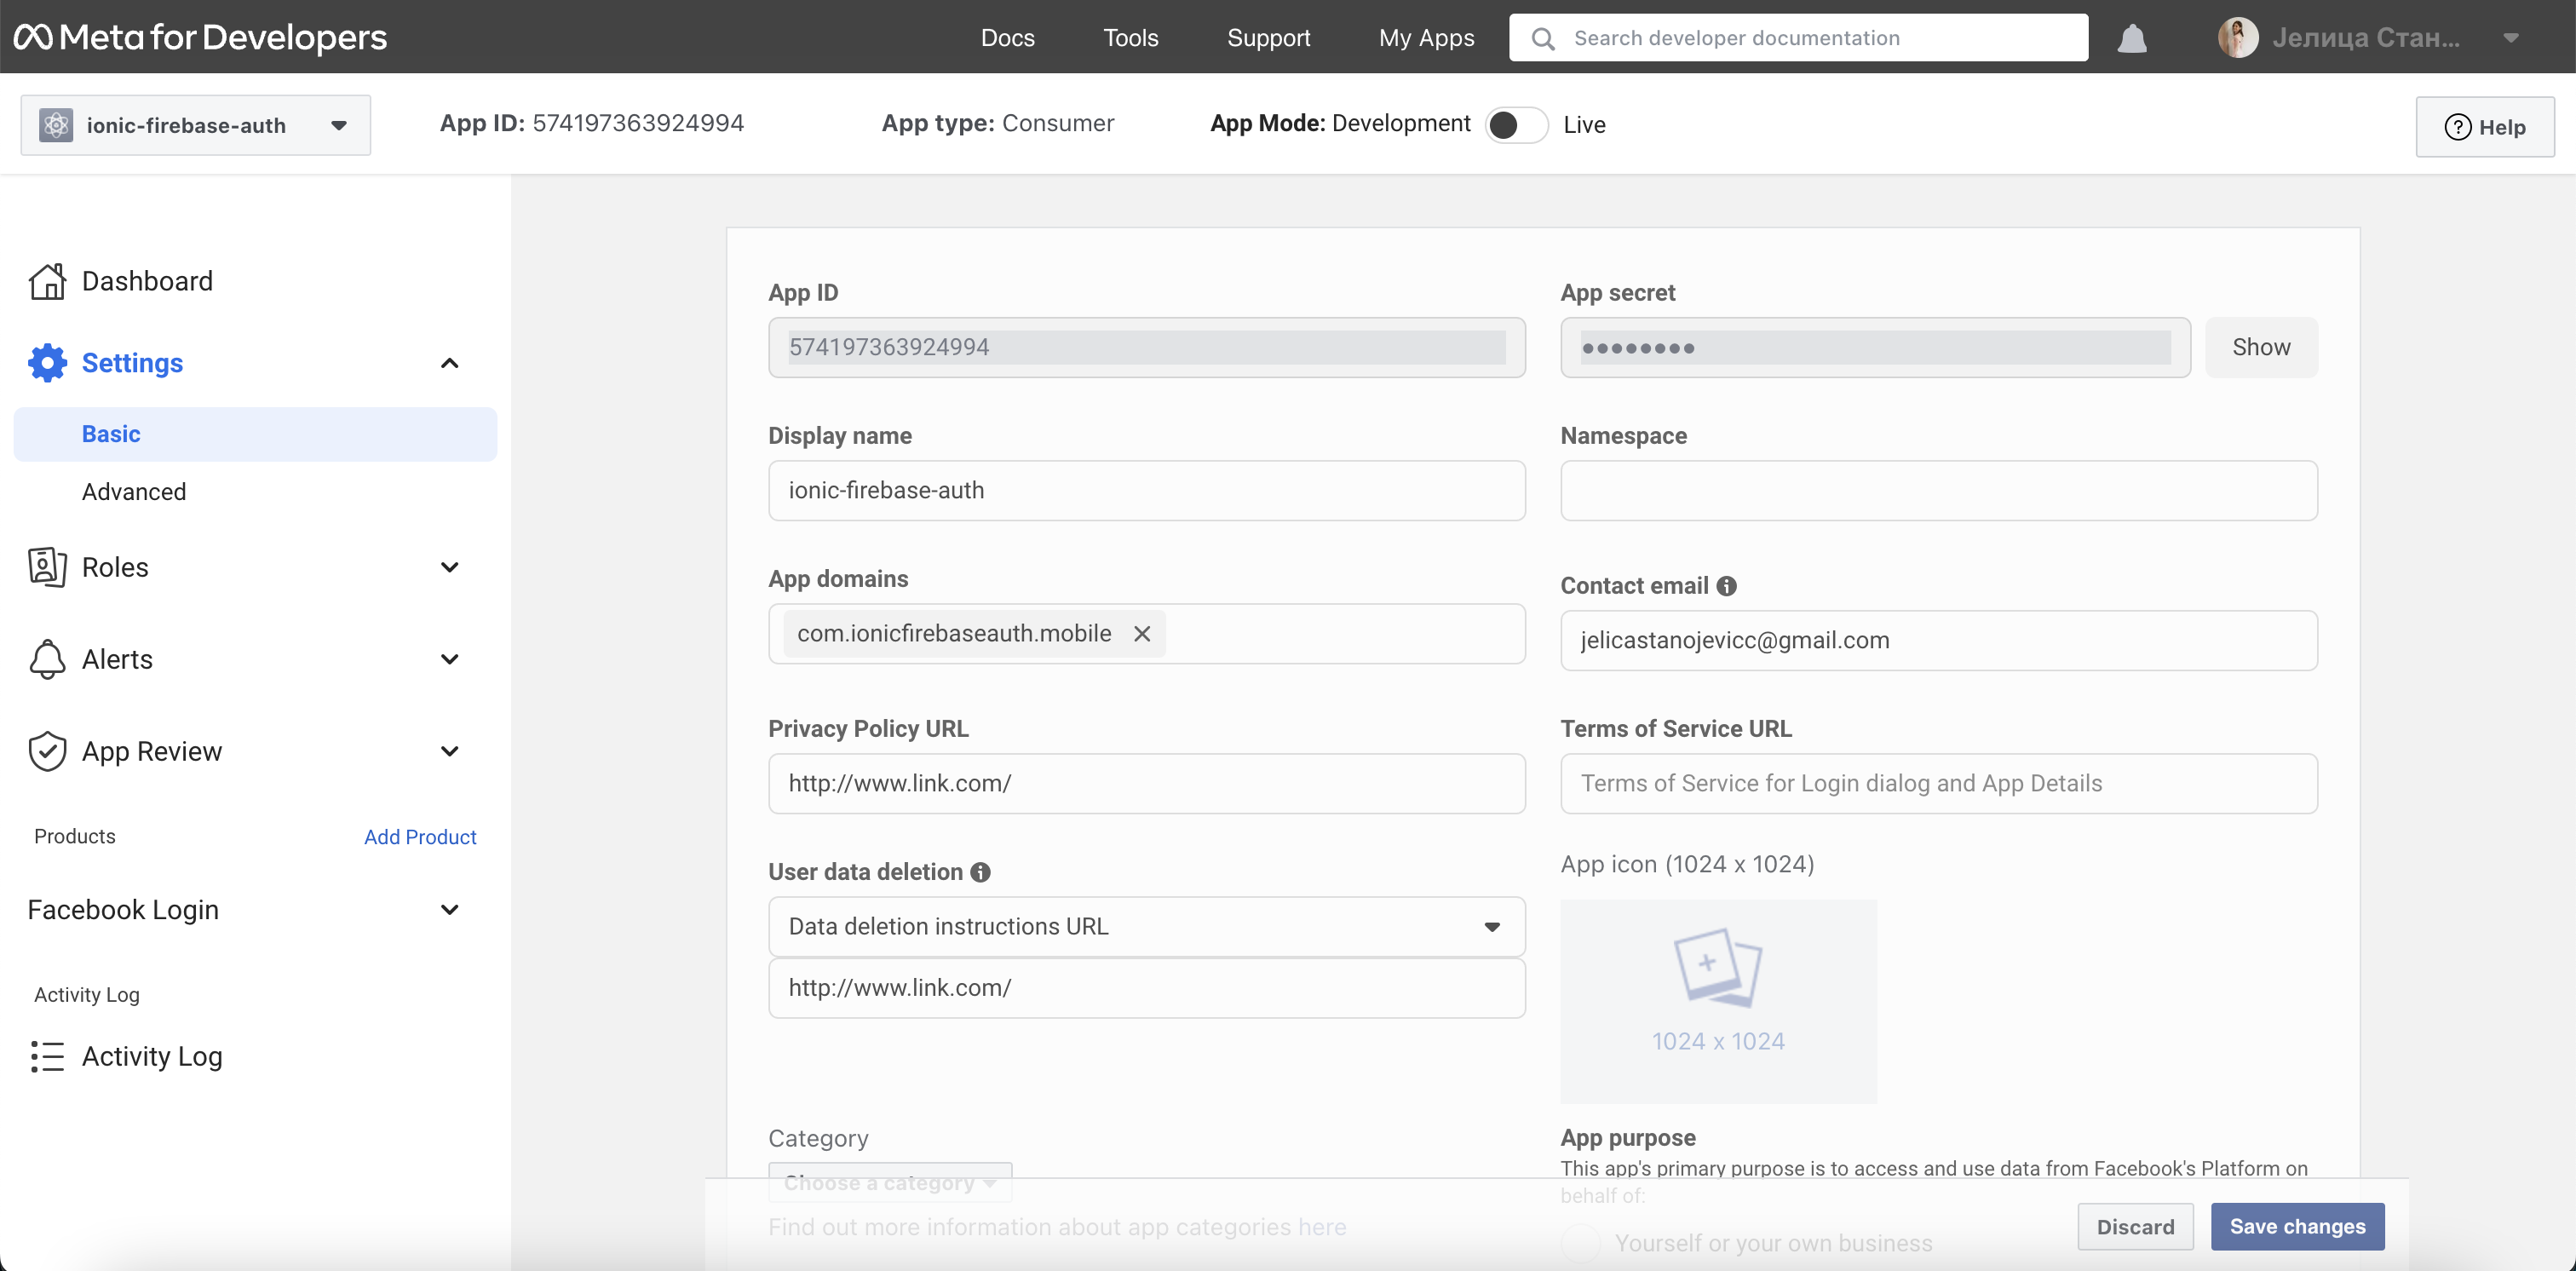 Meta for Developers
Docs
Tools
Support
My Apps
Search developer documentation
Јелица Стан...
ionic-firebase-auth
App ID: 574197363924994
App type: Consumer
App Mode: Development
Live
Help
Dashboard
Settings
Basic
Advanced
Roles
Alerts
App Review
Products
Add Product
Facebook Login
Activity Log
Activity Log
App ID
574197363924994
App secret
••••••••
Show
Display name
ionic-firebase-auth
Namespace
App domains
com.ionicfirebaseauth.mobile
Contact email
jelicastanojevicc@gmail.com
Privacy Policy URL
http://www.link.com/
Terms of Service URL
Terms of Service for Login dialog and App Details
User data deletion
Data deletion instructions URL
http://www.link.com/
App icon (1024 x 1024)
1024 x 1024
Category
Choose a category
Find out more information about app categories here
App purpose
This app's primary purpose is to access and use data from Facebook's Platform on
behalf of:
Yourself or your own business
Discard
Save changes